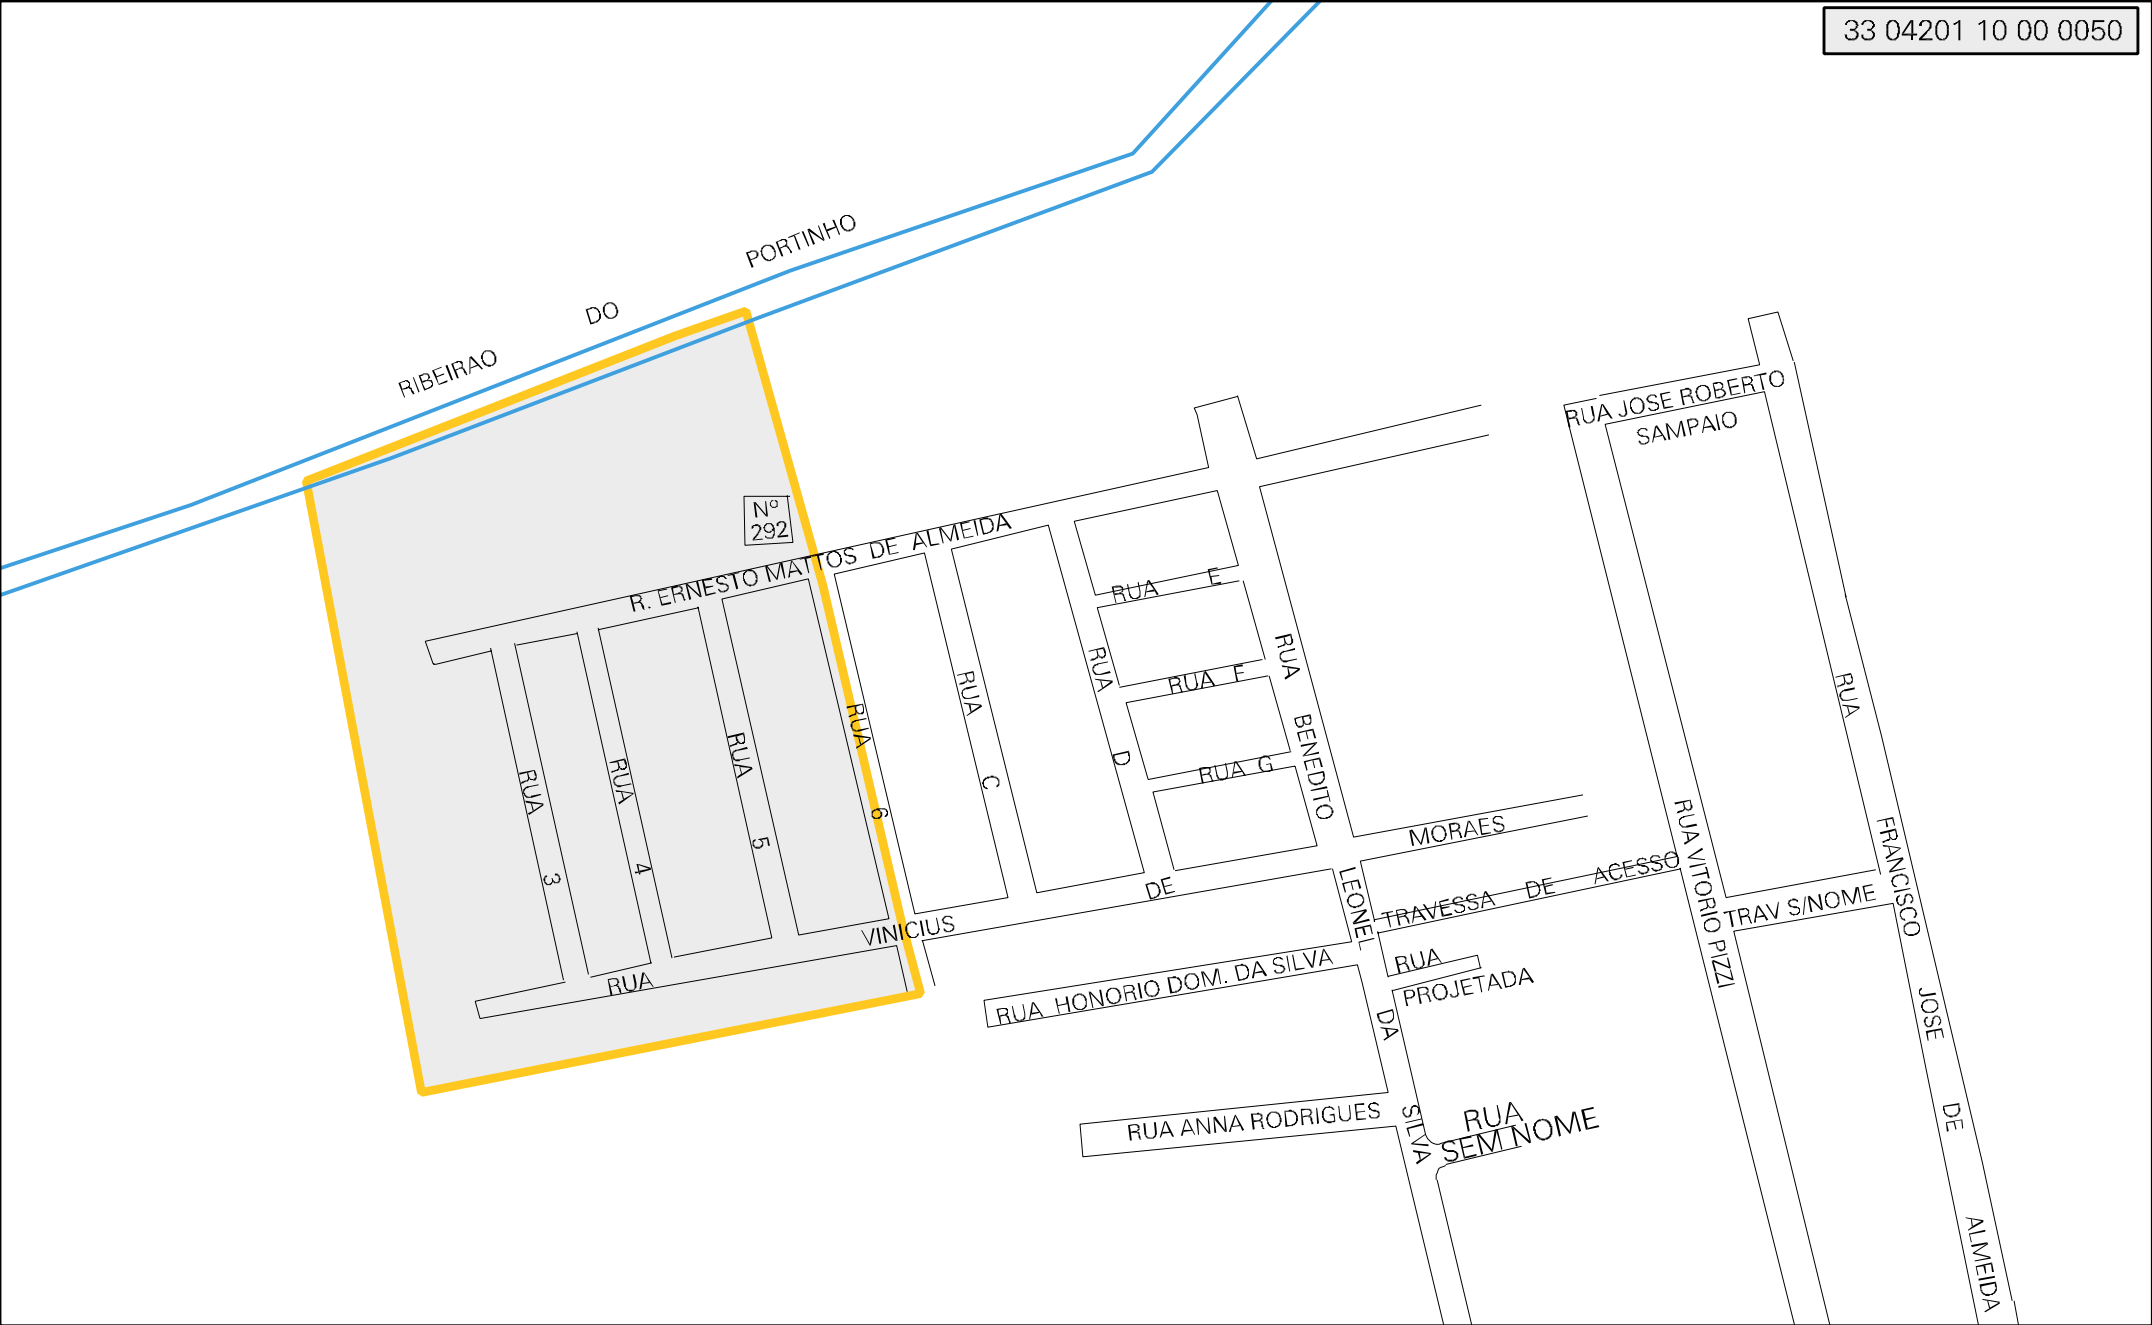 33 04201 10 00 0050
RIBEIRAO DO PORTINHO
Nº
292
R. ERNESTO MATTOS DE ALMEIDA
RUA JOSE ROBERTO
SAMPAIO
RUA E
RUA F
RUA G
RUA 3
RUA 4
RUA 5
RUA 6
RUA C
RUA D
RUA BENEDITO LEONEL DA SILVA
RUA VINICIUS DE MORAES
TRAVESSA DE ACESSO
RUA VITORIO PIZZI
TRAV S/NOME
RUA FRANCISCO JOSE DE ALMEIDA
RUA HONORIO DOM. DA SILVA
RUA
PROJETADA
RUA ANNA RODRIGUES
RUA
SEM NOME